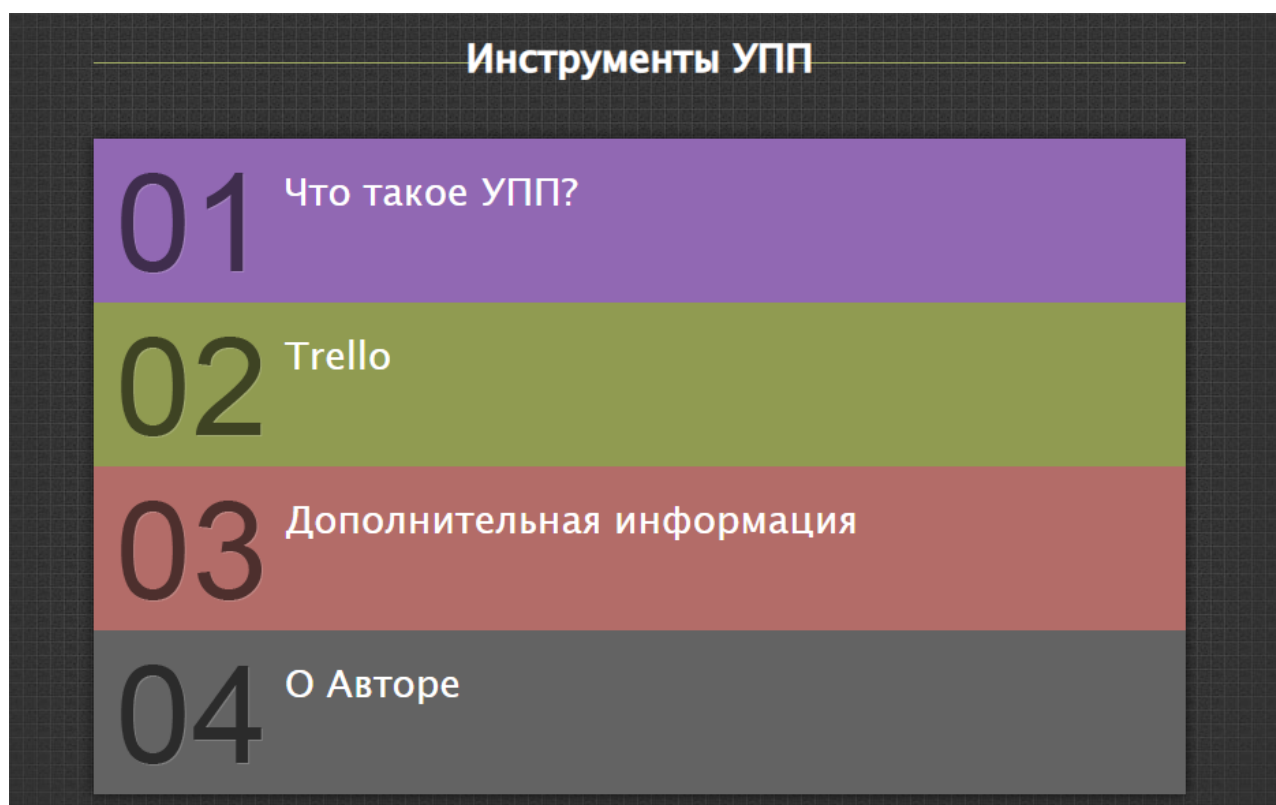 Инструменты УПП
01 Что такое УПП?
02 Trello
03 Дополнительная информация
04 О Авторе